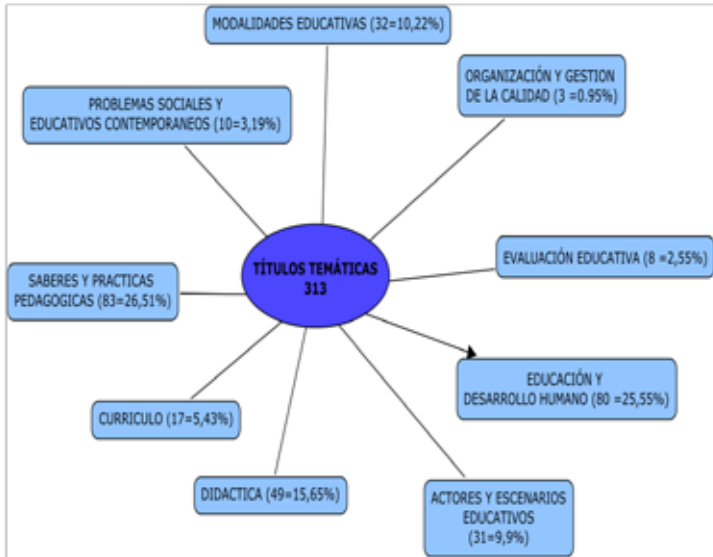 MODALIDADES EDUCATIVAS (32=10,22%)
ORGANIZACIÓN Y GESTION
DE LA CALIDAD (3 =0.95%)
PROBLEMAS SOCIALES Y
EDUCATIVOS CONTEMPORANEOS (10=3,19%)
EVALUACIÓN EDUCATIVA (8 =2,55%)
TÍTULOS TEMÁTICAS
313
SABERES Y PRACTICAS
PEDAGOGICAS (83=26,51%)
EDUCACIÓN Y
DESARROLLO HUMANO (80 =25,55%)
CURRICULO (17=5,43%)
DIDACTICA (49=15,65%)
ACTORES Y ESCENARIOS
EDUCATIVOS
(31=9,9%)